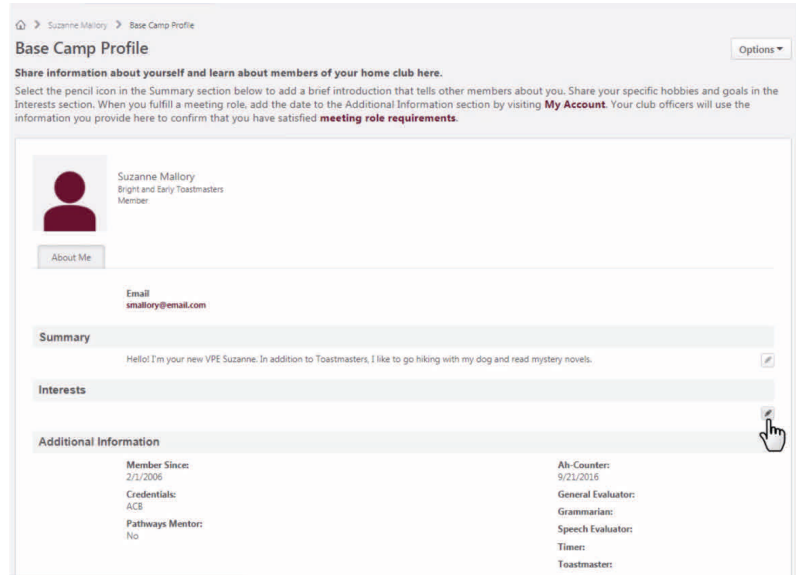 Suzanne Mallory Base Camp Profile
Base Camp Profile
Options
Share information about yourself and learn about members of your home club here.
Select the pencil icon in the Summary section below to add a brief introduction that tells other members about you. Share your specific hobbies and goals in the
Interests section. When you fulfill a meeting role, add the date to the Additional Information section by visiting My Account. Your club officers will use the
information you provide here to confirm that you have satisfied meeting role requirements.
Suzanne Mallory
Bright and Early Toastmasters
Member
About Me
Email
smallory@email.com
Summary
Hello! I'm your new VPE Suzanne. In addition to Toastmasters, I like to go hiking with my dog and read mystery novels.
Interests
Additional Information
Member Since:
2/1/2006
Credentials:
ACB
Pathways Mentor:
No
Ah-Counter:
9/21/2016
General Evaluator:
Grammarian:
Speech Evaluator:
Timer:
Toastmaster: